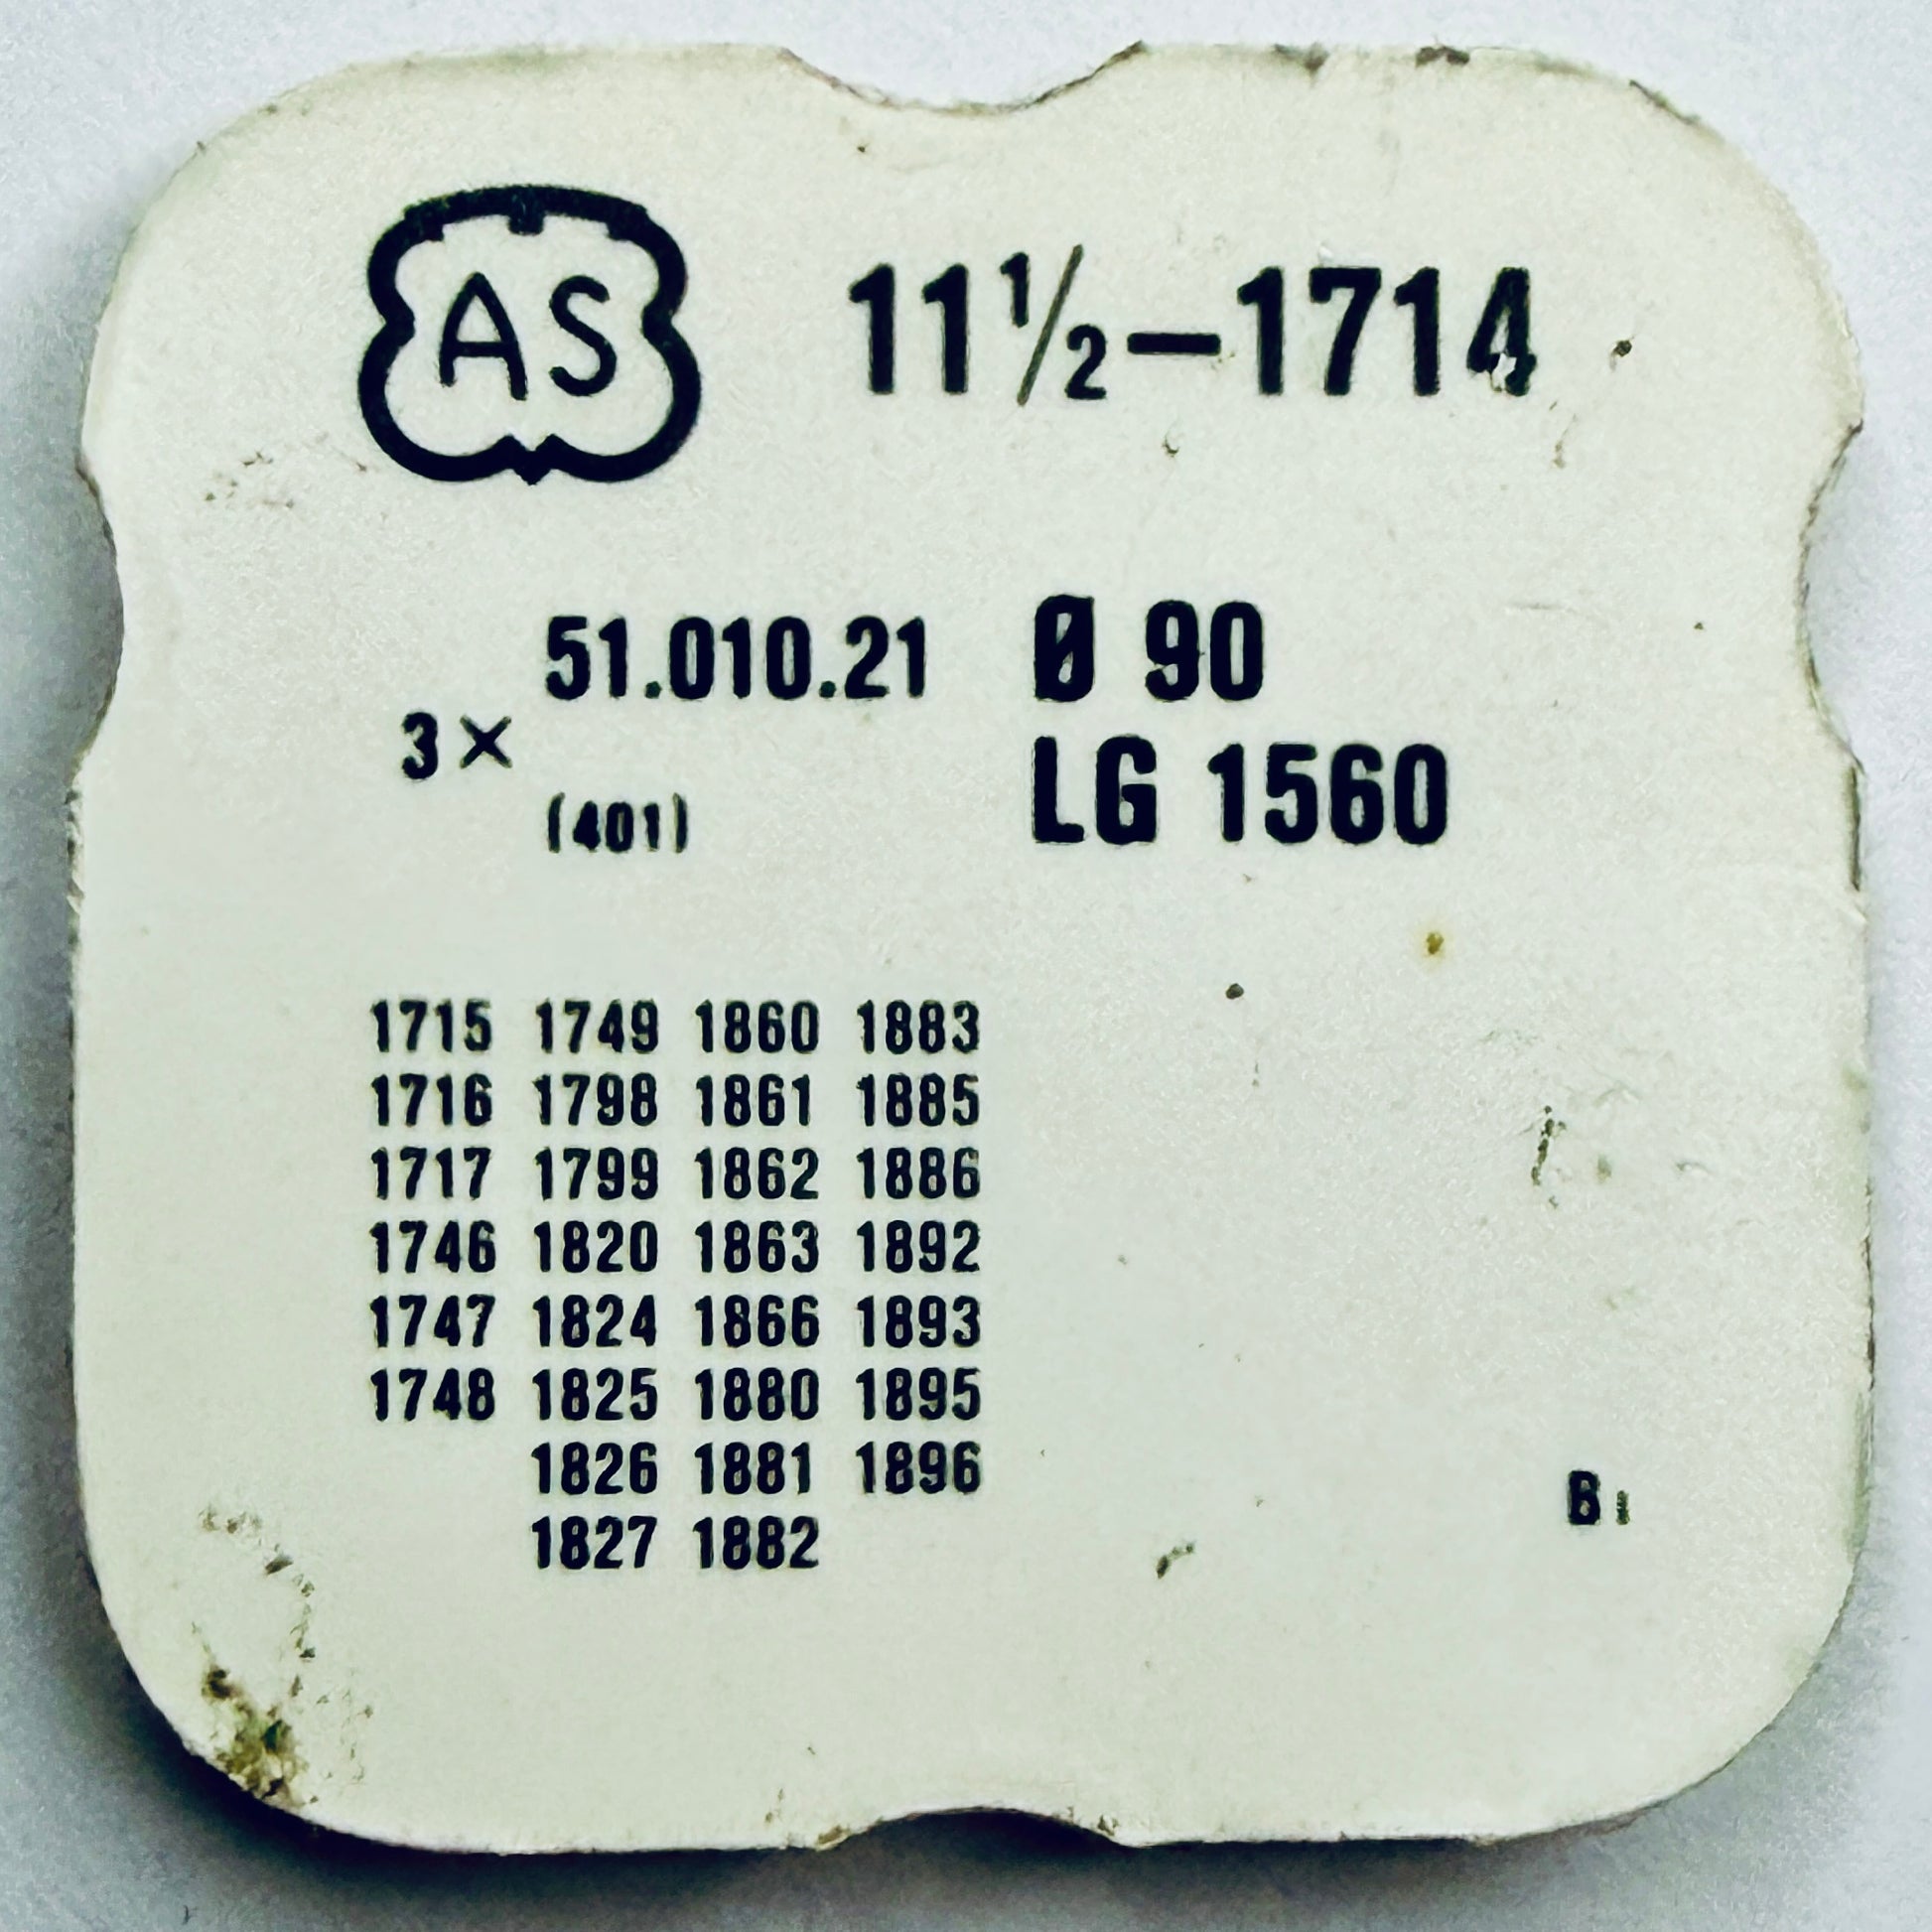 AS 11 1/2–1714
51.010.21 Ø 90
3×
(401) LG 1560
1715 1749 1860 1883
1716 1798 1861 1885
1717 1799 1862 1886
1746 1820 1863 1892
1747 1824 1866 1893
1748 1825 1880 1895
1826 1881 1896
1827 1882